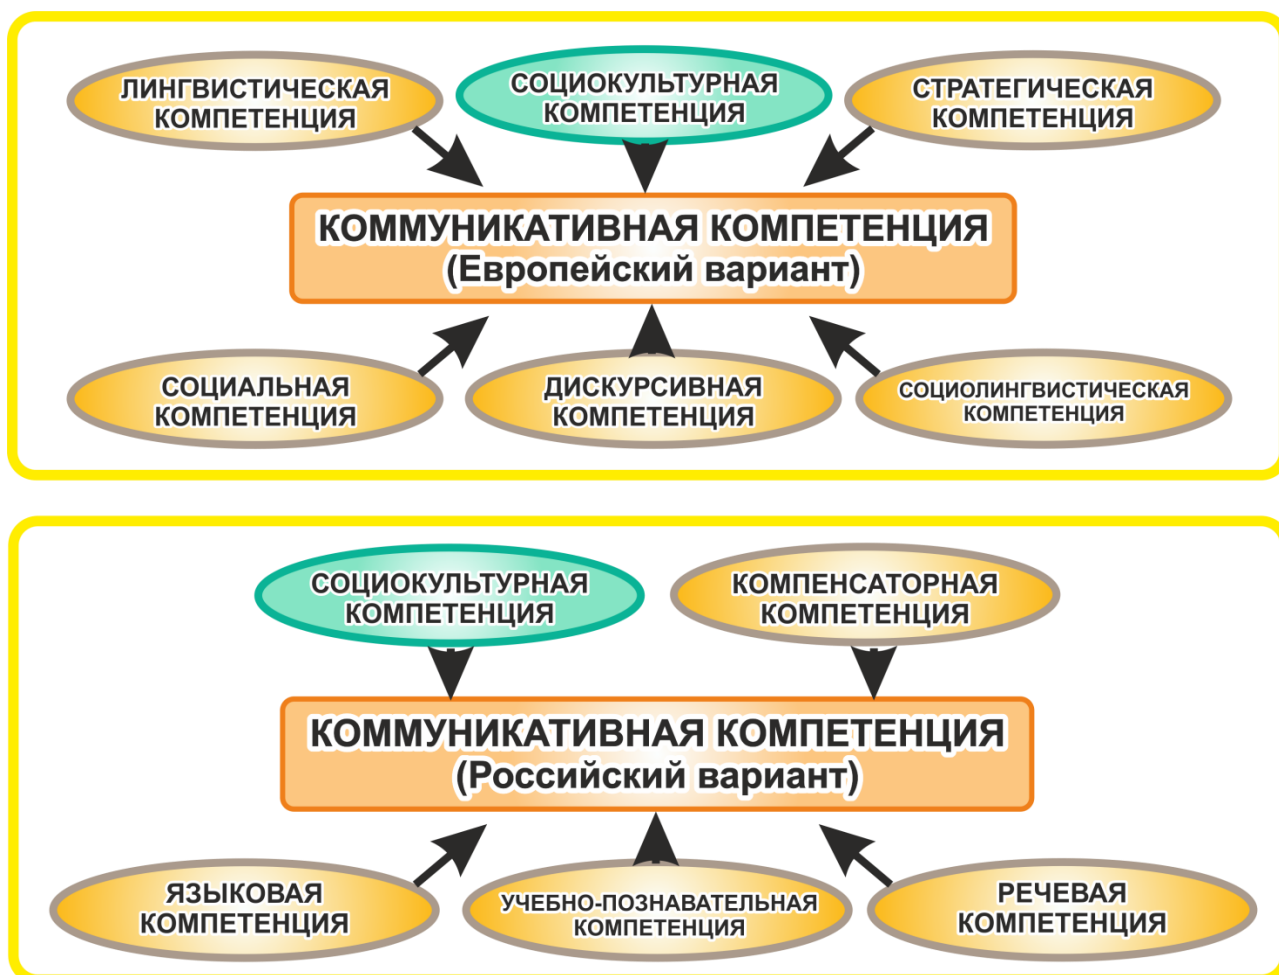 ЛИНГВИСТИЧЕСКАЯ
КОМПЕТЕНЦИЯ
СОЦИОКУЛЬТУРНАЯ
КОМПЕТЕНЦИЯ
СТРАТЕГИЧЕСКАЯ
КОМПЕТЕНЦИЯ
КОММУНИКАТИВНАЯ КОМПЕТЕНЦИЯ
(Европейский вариант)
СОЦИАЛЬНАЯ
КОМПЕТЕНЦИЯ
ДИСКУРСИВНАЯ
КОМПЕТЕНЦИЯ
СОЦИОЛИНГВИСТИЧЕСКАЯ
КОМПЕТЕНЦИЯ
СОЦИОКУЛЬТУРНАЯ
КОМПЕТЕНЦИЯ
КОМПЕНСАТОРНАЯ
КОМПЕТЕНЦИЯ
КОММУНИКАТИВНАЯ КОМПЕТЕНЦИЯ
(Российский вариант)
ЯЗЫКОВАЯ
КОМПЕТЕНЦИЯ
УЧЕБНО-ПОЗНАВАТЕЛЬНАЯ
КОМПЕТЕНЦИЯ
РЕЧЕВАЯ
КОМПЕТЕНЦИЯ